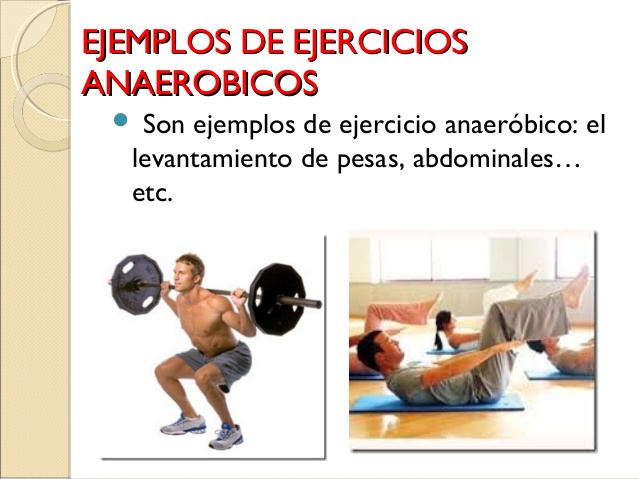 EJEMPLOS DE EJERCICIOS
ANAEROBICOS
Son ejemplos de ejercicio anaeróbico: el
levantamiento de pesas, abdominales…
etc.